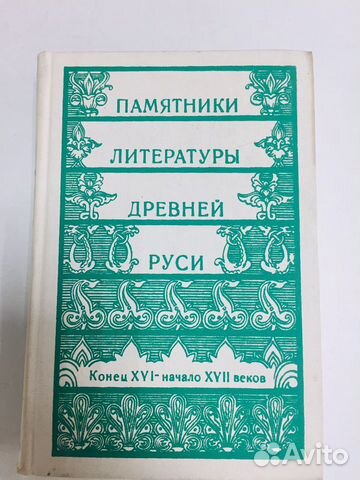 ПАМЯТНИКИ
ЛИТЕРАТУРЫ
ДРЕВНЕЙ
РУСИ
Конец XVI-начало XVII веков
Avito